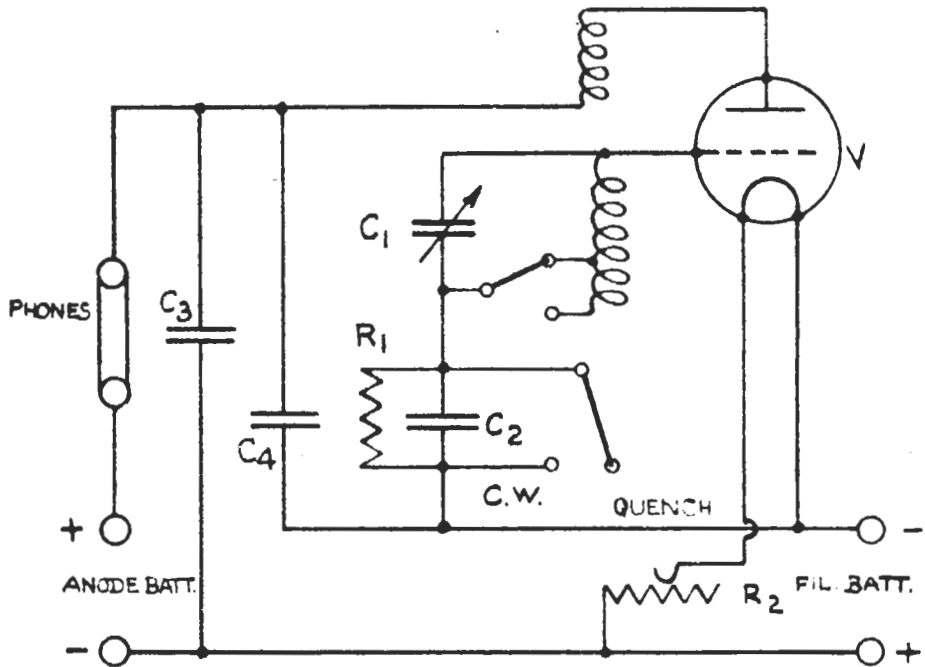 V
C1
PHONES
C3
R1
C2
C4
C.W.
QUENCH
+
-
ANODE BATT.
R2
FIL. BATT.
-
+